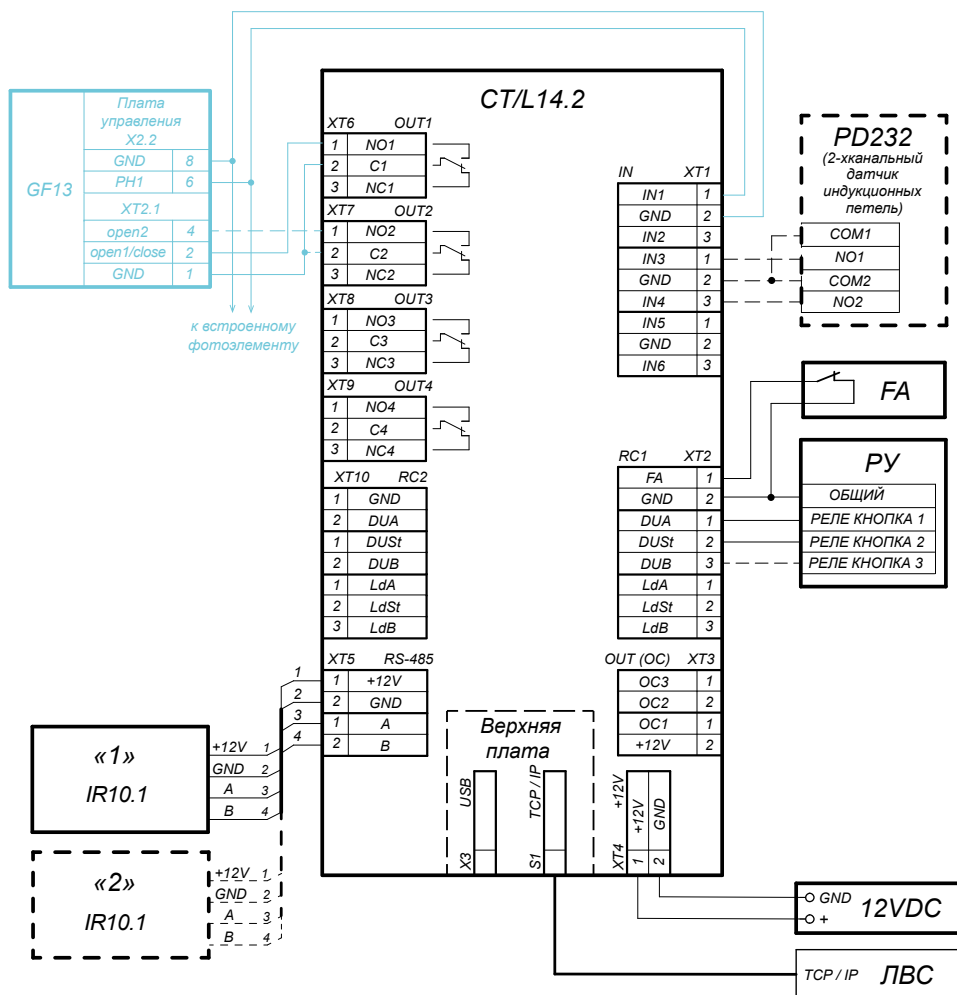 GF13
Плата
управления
X2.2
GND 8
PH1 6
XT2.1
open2 4
open1/close 2
GND 1
к встроенному
фотоэлементу
CT/L14.2
XT6 OUT1
1 NO1
2 C1
3 NC1
XT7 OUT2
1 NO2
2 C2
3 NC2
XT8 OUT3
1 NO3
2 C3
3 NC3
XT9 OUT4
1 NO4
2 C4
3 NC4
XT10 RC2
1 GND
2 DUA
1 DUSt
2 DUB
1 LdA
2 LdSt
3 LdB
XT5 RS-485
1 1 +12V
2 2 GND
3 1 A
4 2 B
IN XT1
IN1 1
GND 2
IN2 3
IN3 1
GND 2
IN4 3
IN5 1
GND 2
IN6 3
RC1 XT2
FA 1
GND 2
DUA 1
DUSt 2
DUB 3
LdA 1
LdSt 2
LdB 3
OUT (OC) XT3
OC3 1
OC2 2
OC1 1
+12V 2
Верхняя
плата
X3 USB
S1 TCP / IP
XT4 +12V
1 +12V
2 GND
PD232
(2-хканальный
датчик
индукционных
петель)
COM1
NO1
COM2
NO2
FA
РУ
ОБЩИЙ
РЕЛЕ КНОПКА 1
РЕЛЕ КНОПКА 2
РЕЛЕ КНОПКА 3
«1»
IR10.1
+12V 1
GND 2
A 3
B 4
«2»
IR10.1
+12V 1
GND 2
A 3
B 4
GND
+
12VDC
TCP / IP ЛВС